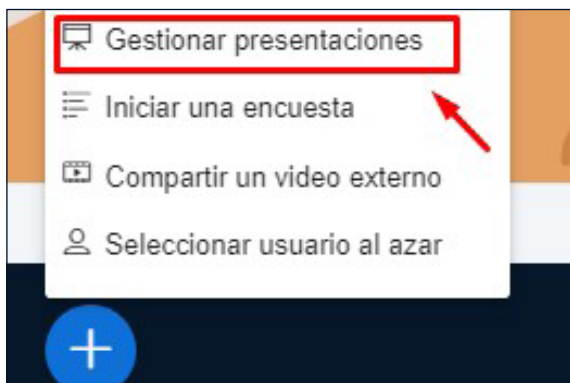 Gestionar presentaciones
Iniciar una encuesta
Compartir un video externo
Seleccionar usuario al azar